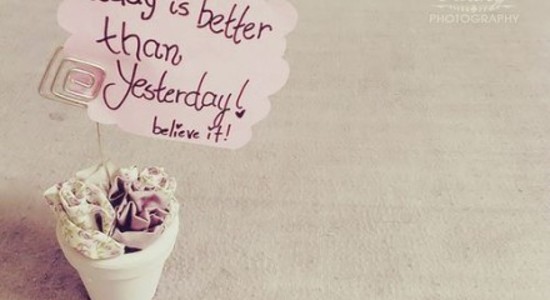 is better
than
Yesterday!
believe it!
PHOTOGRAPHY